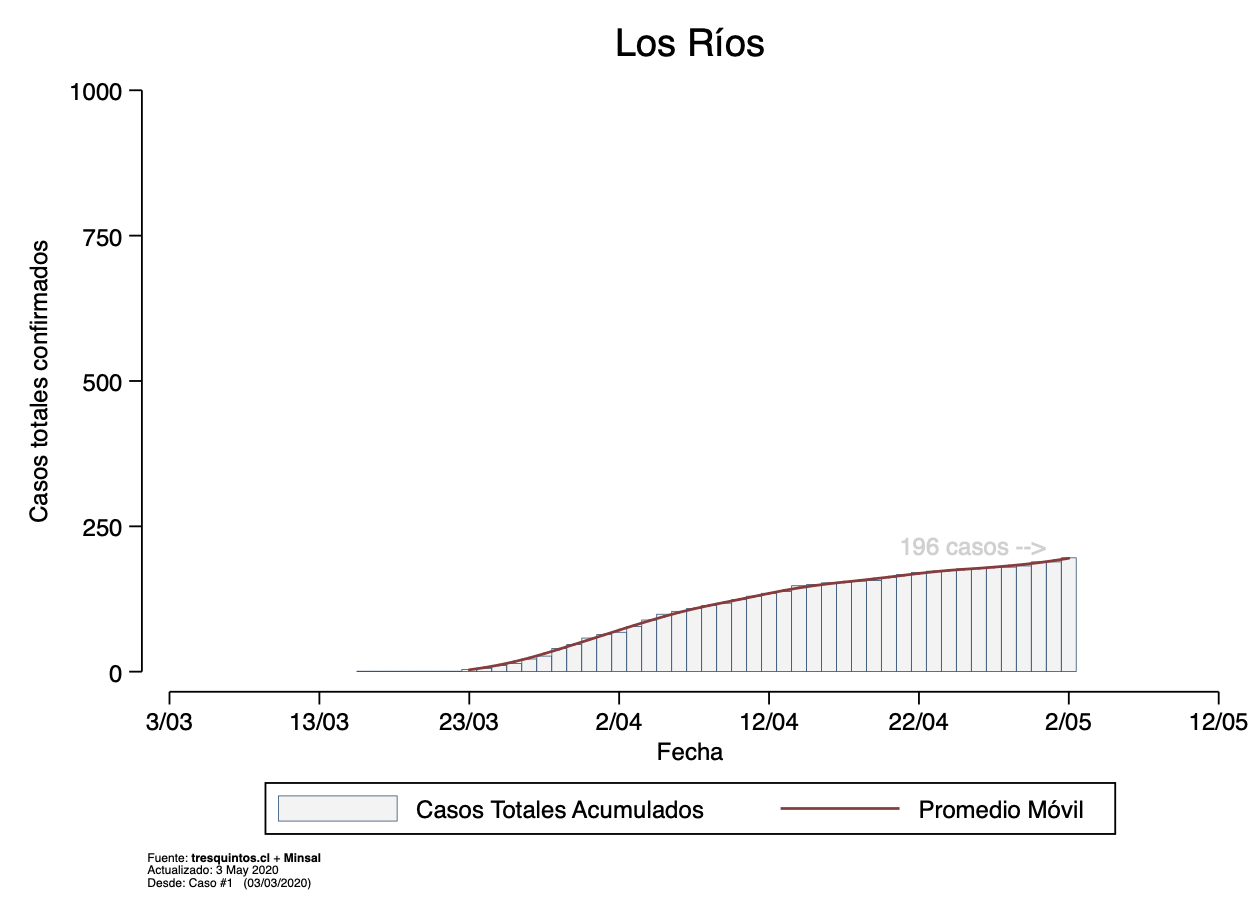 Los Ríos
1000
750
500
250
0
Casos totales confirmados
196 casos -->
3/03 13/03 23/03 2/04 12/04 22/04 2/05 12/05
Fecha
Casos Totales Acumulados Promedio Móvil
Fuente: tresquintos.cl + Minsal
Actualizado: 3 May 2020
Desde: Caso #1 (03/03/2020)